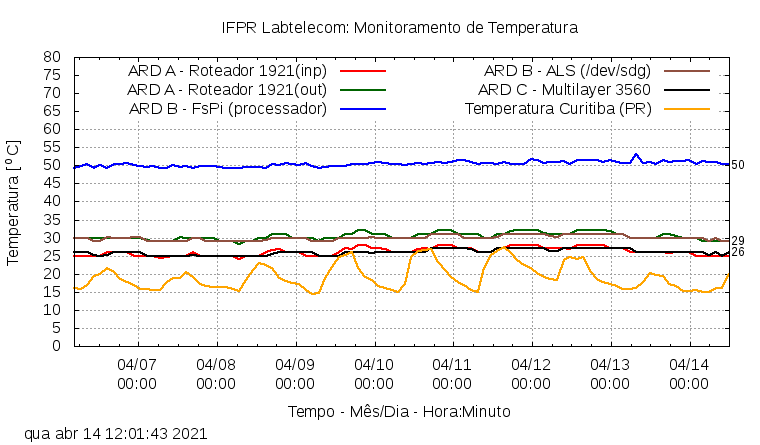 IFPR Labtelecom: Monitoramento de Temperatura
80
75
70
65
60
55
50
45
40
35
30
25
20
15
10
5
0
Temperatura [ºC]
ARD A - Roteador 1921(inp)
ARD A - Roteador 1921(out)
ARD B - FsPi (processador)
ARD B - ALS (/dev/sdg)
ARD C - Multilayer 3560
Temperatura Curitiba (PR)
50
29
26
04/07 04/08 04/09 04/10 04/11 04/12 04/13 04/14
00:00 00:00 00:00 00:00 00:00 00:00 00:00 00:00
Tempo - Mês/Dia - Hora:Minuto
qua abr 14 12:01:43 2021